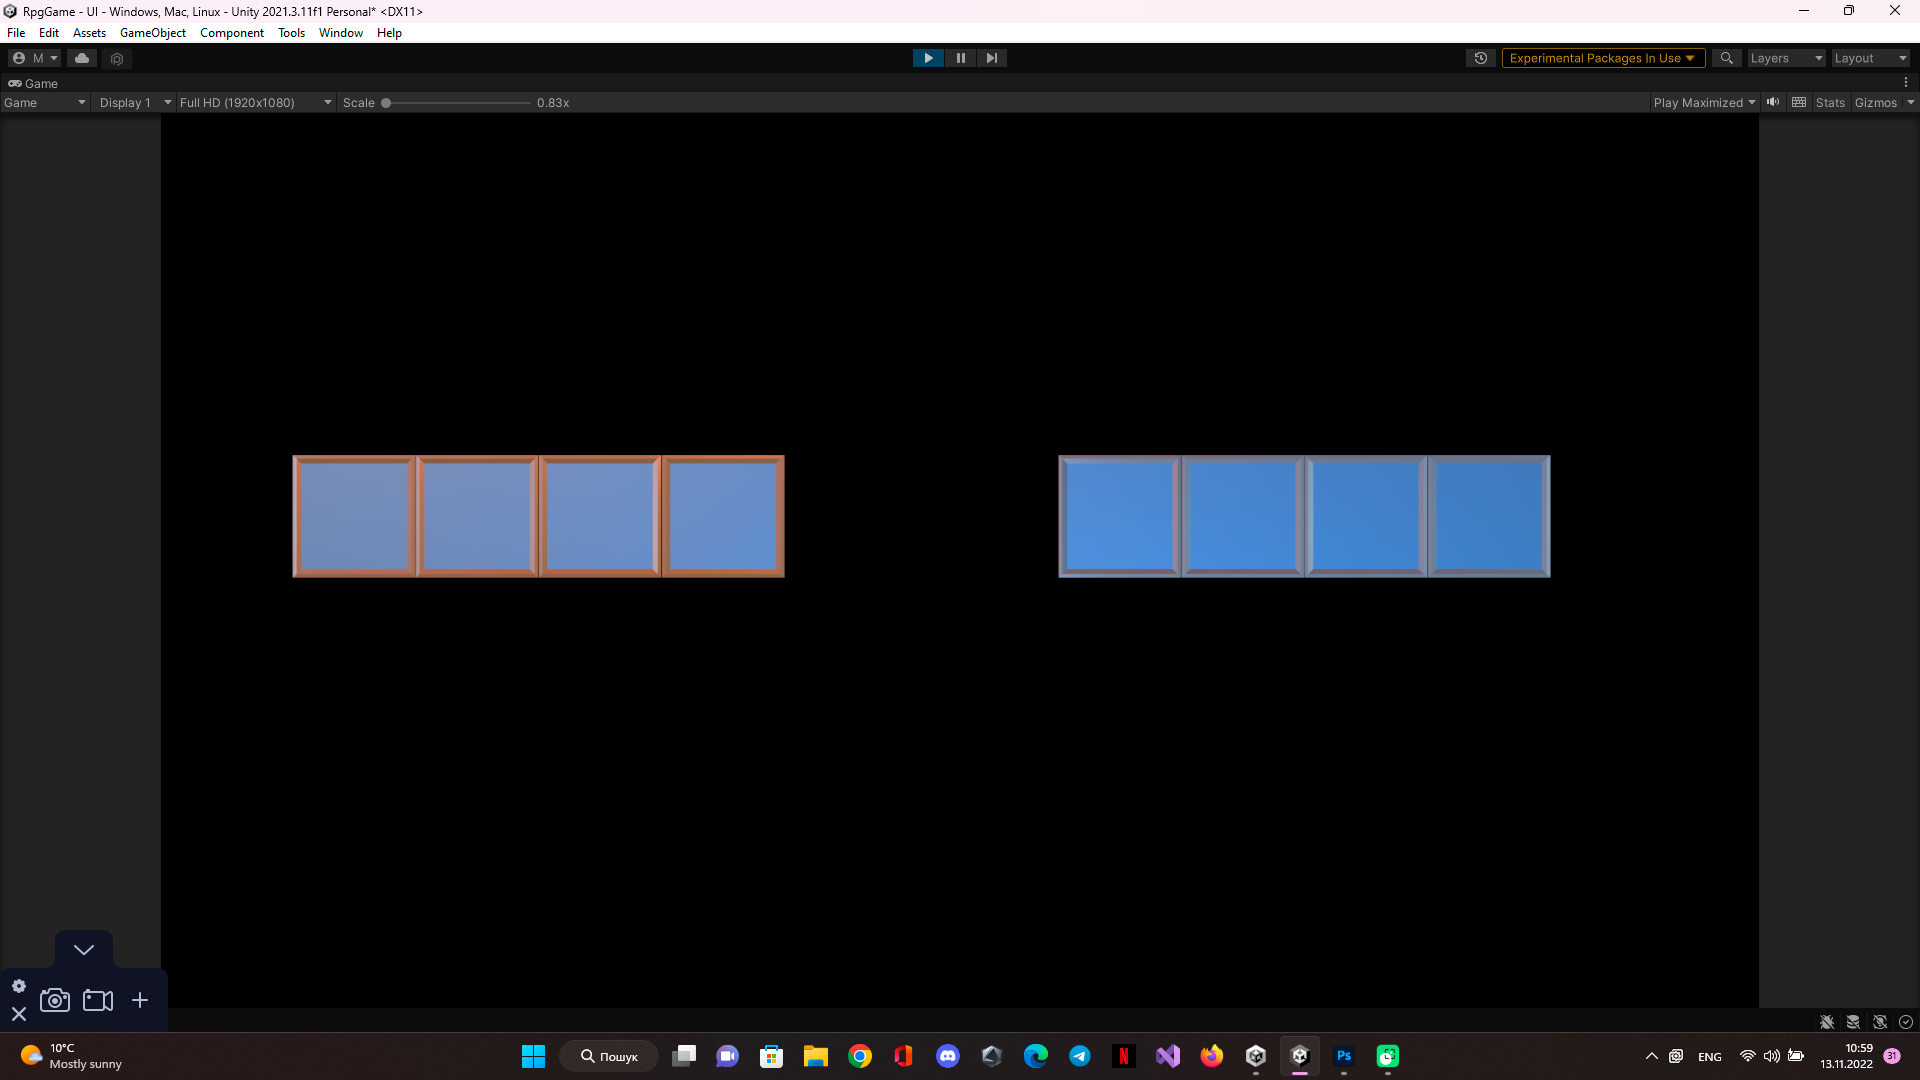 RpgGame - UI - Windows, Mac, Linux - Unity 2021.3.11f1 Personal* <DX11>
File Edit Assets GameObject Component Tools Window Help
M Experimental Packages In Use Layers Layout
Game
Game Display 1 Full HD (1920x1080) Scale 0.83x Play Maximized Stats Gizmos
10°C
Mostly sunny
Пошук
N
Ps
ENG
10:59
13.11.2022
31